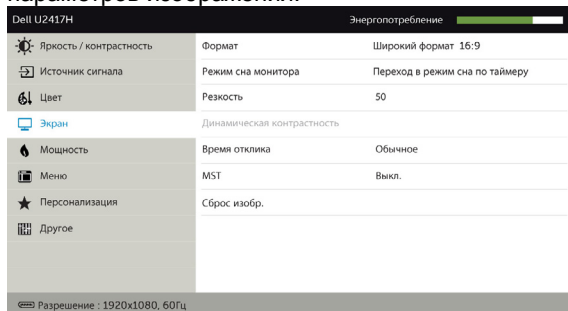 параметров изображения.
Dell U2417H Энергопотребление
Яркость / контрастность Формат Широкий формат 16:9
Источник сигнала Режим сна монитора Переход в режим сна по таймеру
Цвет Резкость 50
Экран Динамическая контрастность
Мощность Время отклика Обычное
Меню MST Выкл.
Персонализация Сброс изобр.
Другое
Разрешение : 1920x1080, 60Гц